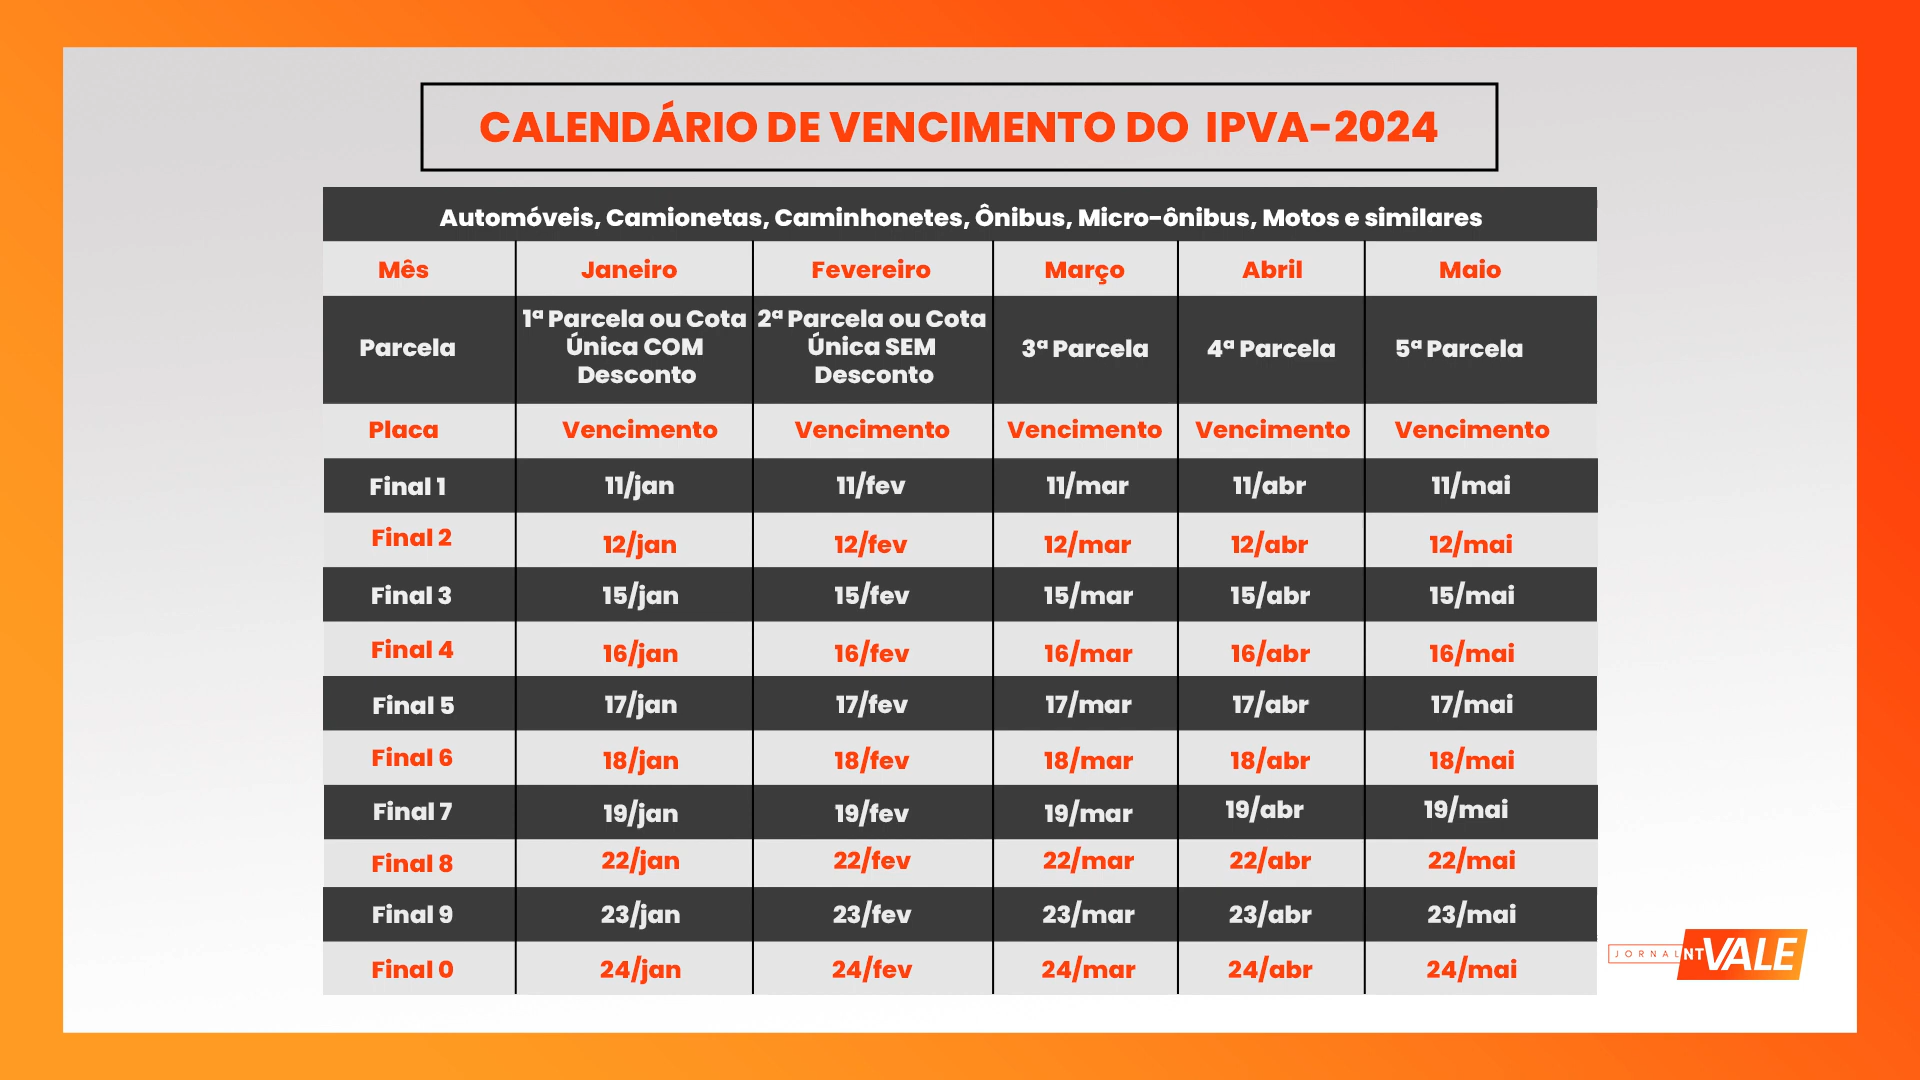 CALENDÁRIO DE VENCIMENTO DO IPVA-2024
Automóveis, Camionetas, Caminhonetes, Ônibus, Micro-ônibus, Motos e similares
Mês Janeiro Fevereiro Março Abril Maio
Parcela 1ª Parcela ou Cota Única COM Desconto 2ª Parcela ou Cota Única SEM Desconto 3ª Parcela 4ª Parcela 5ª Parcela
Placa Vencimento Vencimento Vencimento Vencimento Vencimento
Final 1 11/jan 11/fev 11/mar 11/abr 11/mai
Final 2 12/jan 12/fev 12/mar 12/abr 12/mai
Final 3 15/jan 15/fev 15/mar 15/abr 15/mai
Final 4 16/jan 16/fev 16/mar 16/abr 16/mai
Final 5 17/jan 17/fev 17/mar 17/abr 17/mai
Final 6 18/jan 18/fev 18/mar 18/abr 18/mai
Final 7 19/jan 19/fev 19/mar 19/abr 19/mai
Final 8 22/jan 22/fev 22/mar 22/abr 22/mai
Final 9 23/jan 23/fev 23/mar 23/abr 23/mai
Final 0 24/jan 24/fev 24/mar 24/abr 24/mai
JORNAL NT VALE